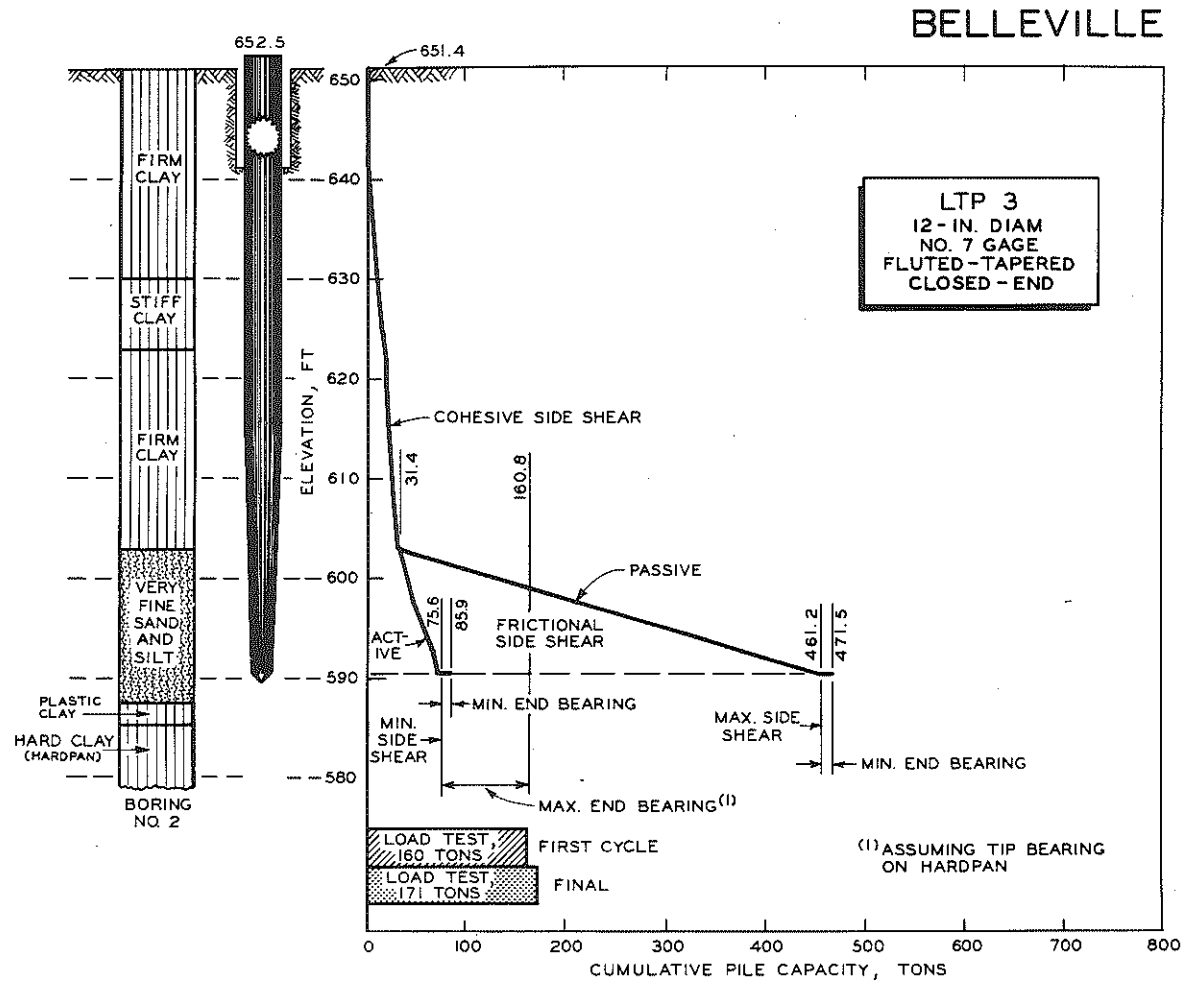 BELLEVILLE
652.5
651.4
FIRM
CLAY
STIFF
CLAY
FIRM
CLAY
VERY
FINE
SAND
AND
SILT
PLASTIC
CLAY
HARD CLAY
(HARDPAN)
BORING
NO. 2
ELEVATION, FT
650
640
630
620
610
600
590
580
LTP 3
12-IN. DIAM
NO. 7 GAGE
FLUTED-TAPERED
CLOSED-END
COHESIVE SIDE SHEAR
31.4
160.8
PASSIVE
75.6
85.9
FRICTIONAL
SIDE SHEAR
ACT-
IVE
461.2
471.5
MIN. END BEARING
MIN.
SIDE
SHEAR
MAX. SIDE
SHEAR
MIN. END BEARING
MAX. END BEARING(1)
LOAD TEST,
160 TONS
FIRST CYCLE
LOAD TEST,
171 TONS
FINAL
(1) ASSUMING TIP BEARING
ON HARDPAN
0 100 200 300 400 500 600 700 800
CUMULATIVE PILE CAPACITY, TONS